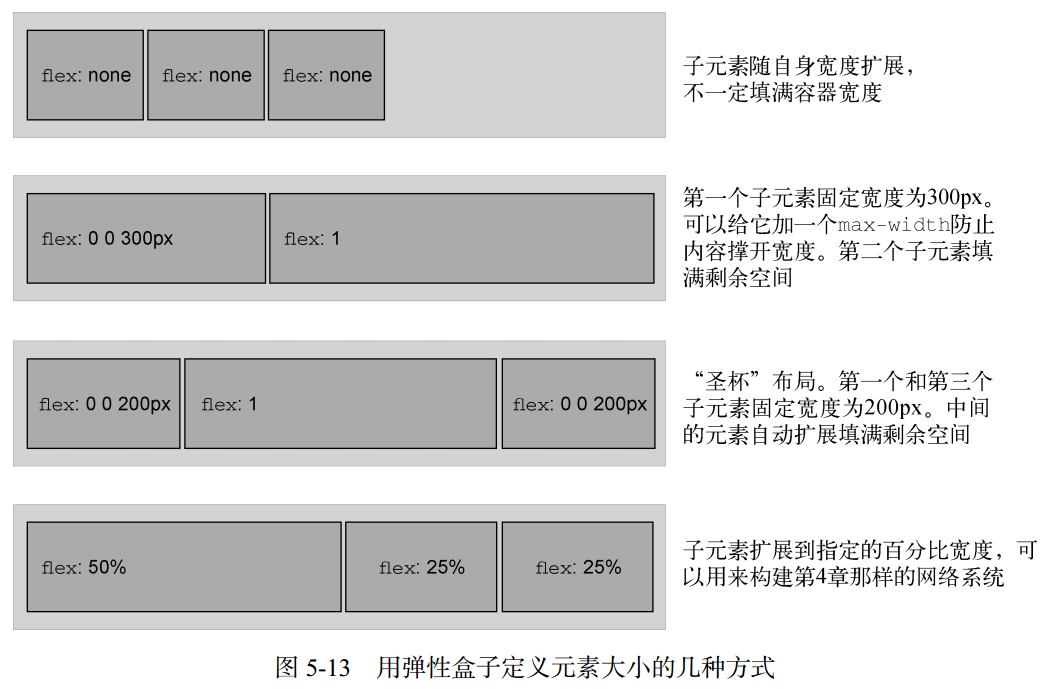 flex: none flex: none flex: none
子元素随自身宽度扩展，
不一定填满容器宽度
flex: 0 0 300px flex: 1
第一个子元素固定宽度为300px。
可以给它加一个max-width防止
内容撑开宽度。第二个子元素填
满剩余空间
flex: 0 0 200px flex: 1 flex: 0 0 200px
“圣杯”布局。第一个和第三个
子元素固定宽度为200px。中间
的元素自动扩展填满剩余空间
flex: 50% flex: 25% flex: 25%
子元素扩展到指定的百分比宽度，可
以用来构建第4章那样的网络系统
图 5-13 用弹性盒子定义元素大小的几种方式